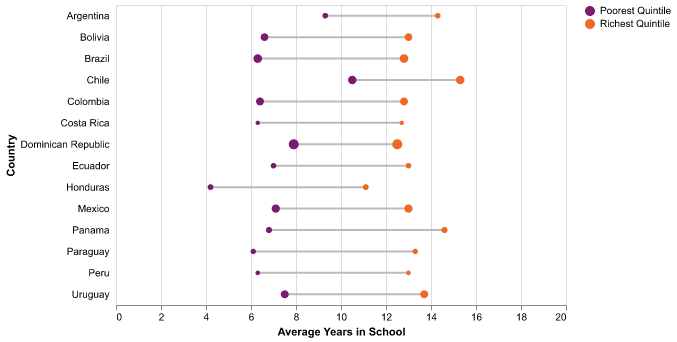 Poorest Quintile
Richest Quintile
Country
Argentina
Bolivia
Brazil
Chile
Colombia
Costa Rica
Dominican Republic
Ecuador
Honduras
Mexico
Panama
Paraguay
Peru
Uruguay
0 2 4 6 8 10 12 14 16 18 20
Average Years in School